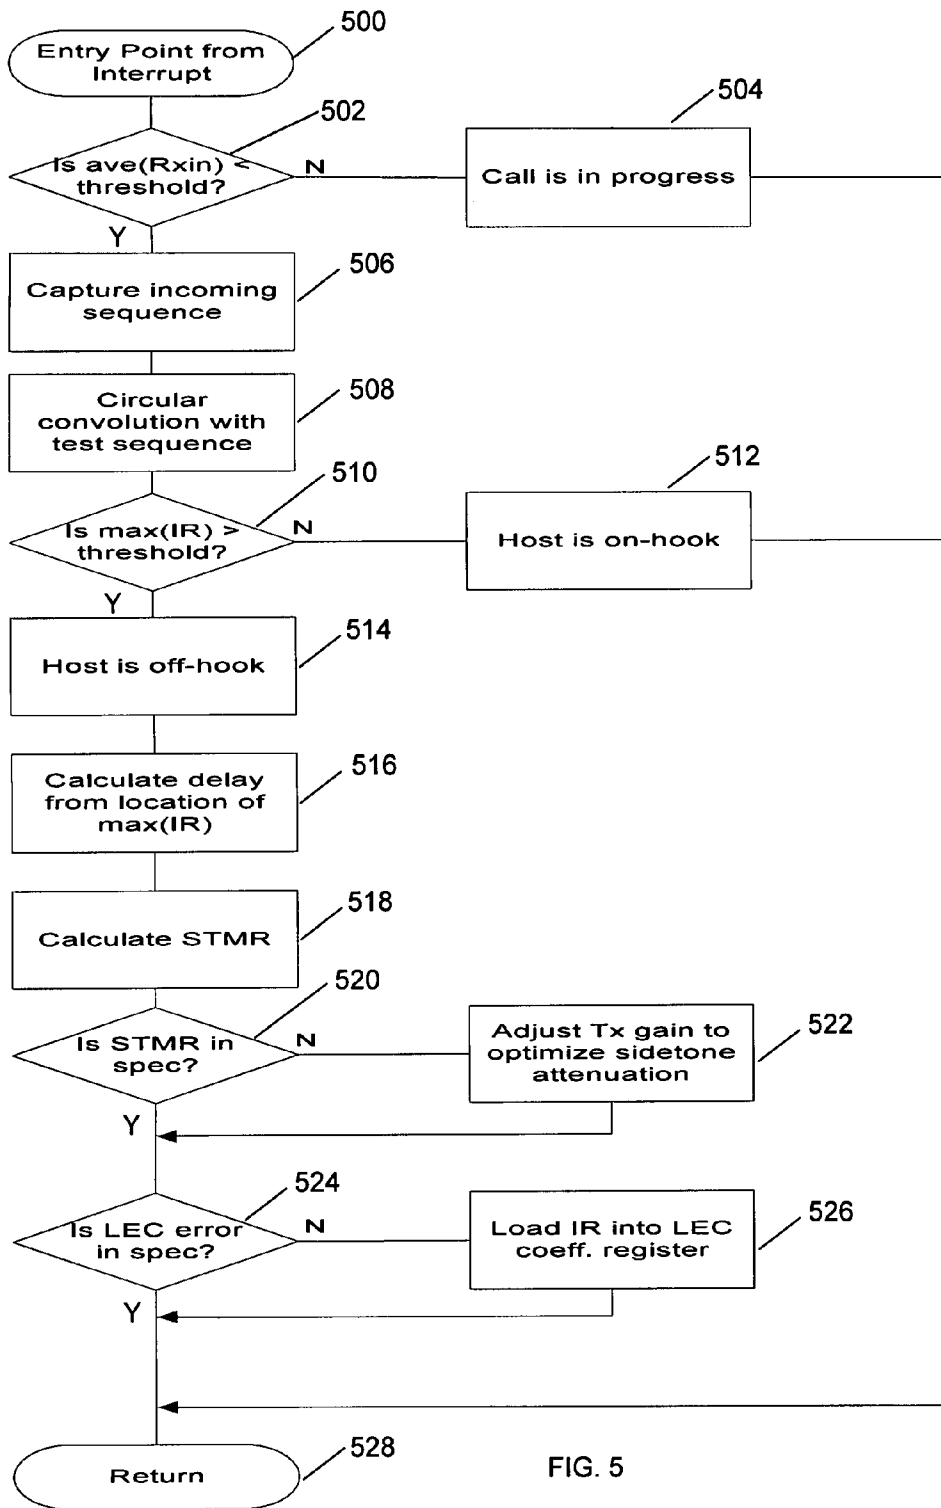 500
Entry Point from
Interrupt
502
Is ave(Rxin) <
threshold?
N
504
Call is in progress
Y
506
Capture incoming
sequence
508
Circular
convolution with
test sequence
510
Is max(IR) >
threshold?
N
512
Host is on-hook
Y
514
Host is off-hook
516
Calculate delay
from location of
max(IR)
518
Calculate STMR
520
Is STMR in
spec?
N
522
Adjust Tx gain to
optimize sidetone
attenuation
Y
524
Is LEC error
in spec?
N
526
Load IR into LEC
coeff. register
Y
528
Return
FIG. 5